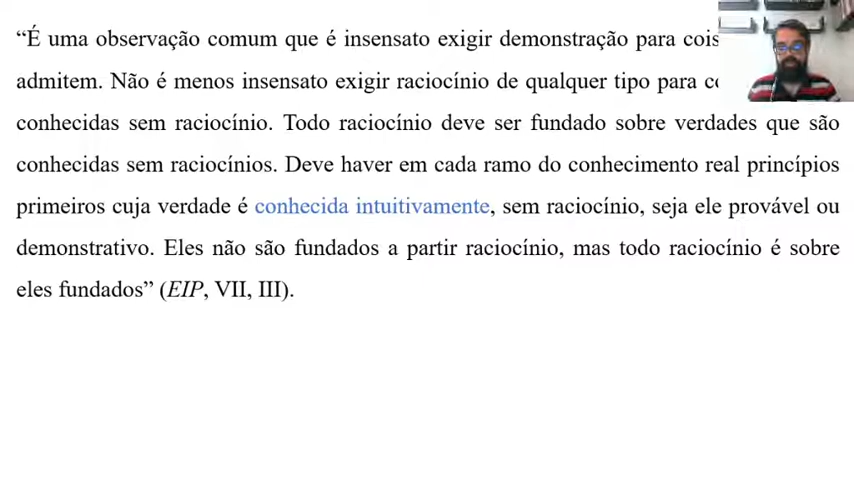 “É uma observação comum que é insensato exigir demonstração para
admitem. Não é menos insensato exigir raciocínio de qualquer tipo para
conhecidas sem raciocínio. Todo raciocínio deve ser fundado sobre verdades que são
conhecidas sem raciocínios. Deve haver em cada ramo do conhecimento real princípios
primeiros cuja verdade é conhecida intuitivamente, sem raciocínio, seja ele provável ou
demonstrativo. Eles não são fundados a partir raciocínio, mas todo raciocínio é sobre
eles fundados” (EIP, VII, III).